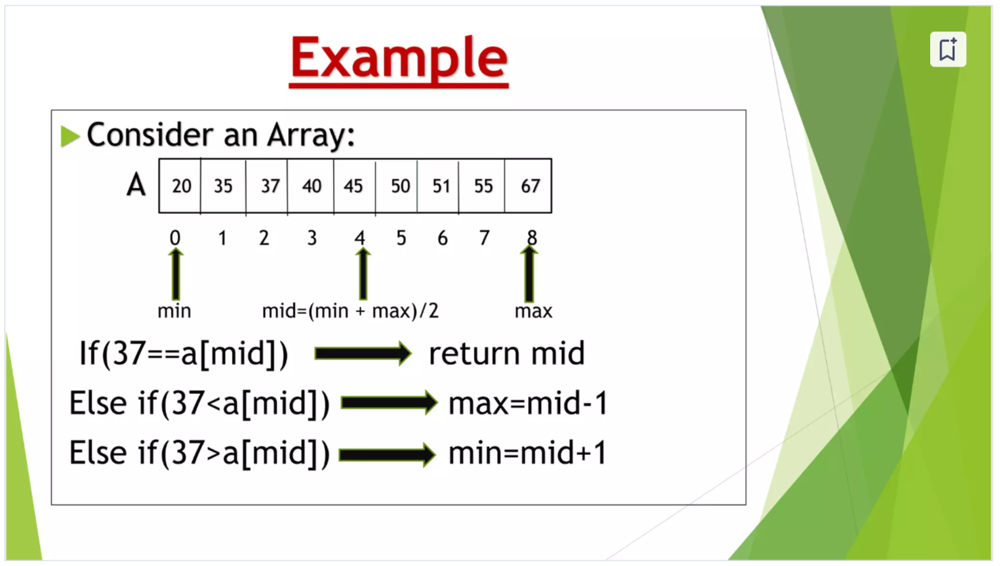 Example
Consider an Array:
A 20 35 37 40 45 50 51 55 67
0 1 2 3 4 5 6 7 8
min mid=(min + max)/2 max
If(37==a[mid]) return mid
Else if(37<a[mid]) max=mid-1
Else if(37>a[mid]) min=mid+1